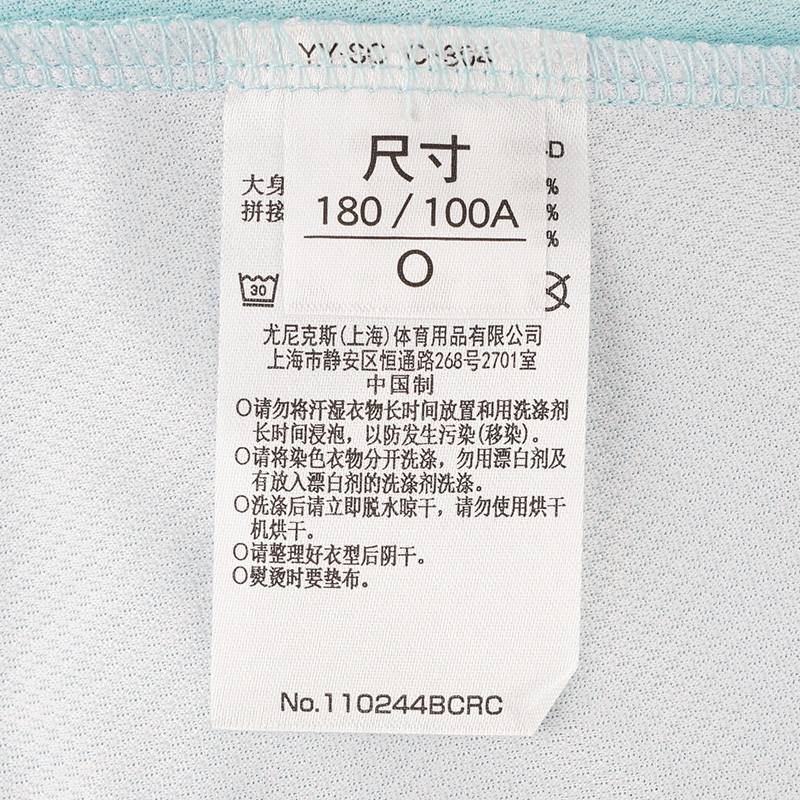 尺寸
大身
拼接
%
%
%
180 / 100A
O
30
尤尼克斯(上海)体育用品有限公司
上海市静安区恒通路268号2701室
中国制
○请勿将汗湿衣物长时间放置和用洗涤剂
长时间浸泡，以防发生污染(移染)。
○请将染色衣物分开洗涤，勿用漂白剂及
有放入漂白剂的洗涤剂洗涤。
○洗涤后请立即脱水晾干，请勿使用烘干
机烘干。
○请整理好衣型后阴干。
○熨烫时要垫布。
No.110244BCRC